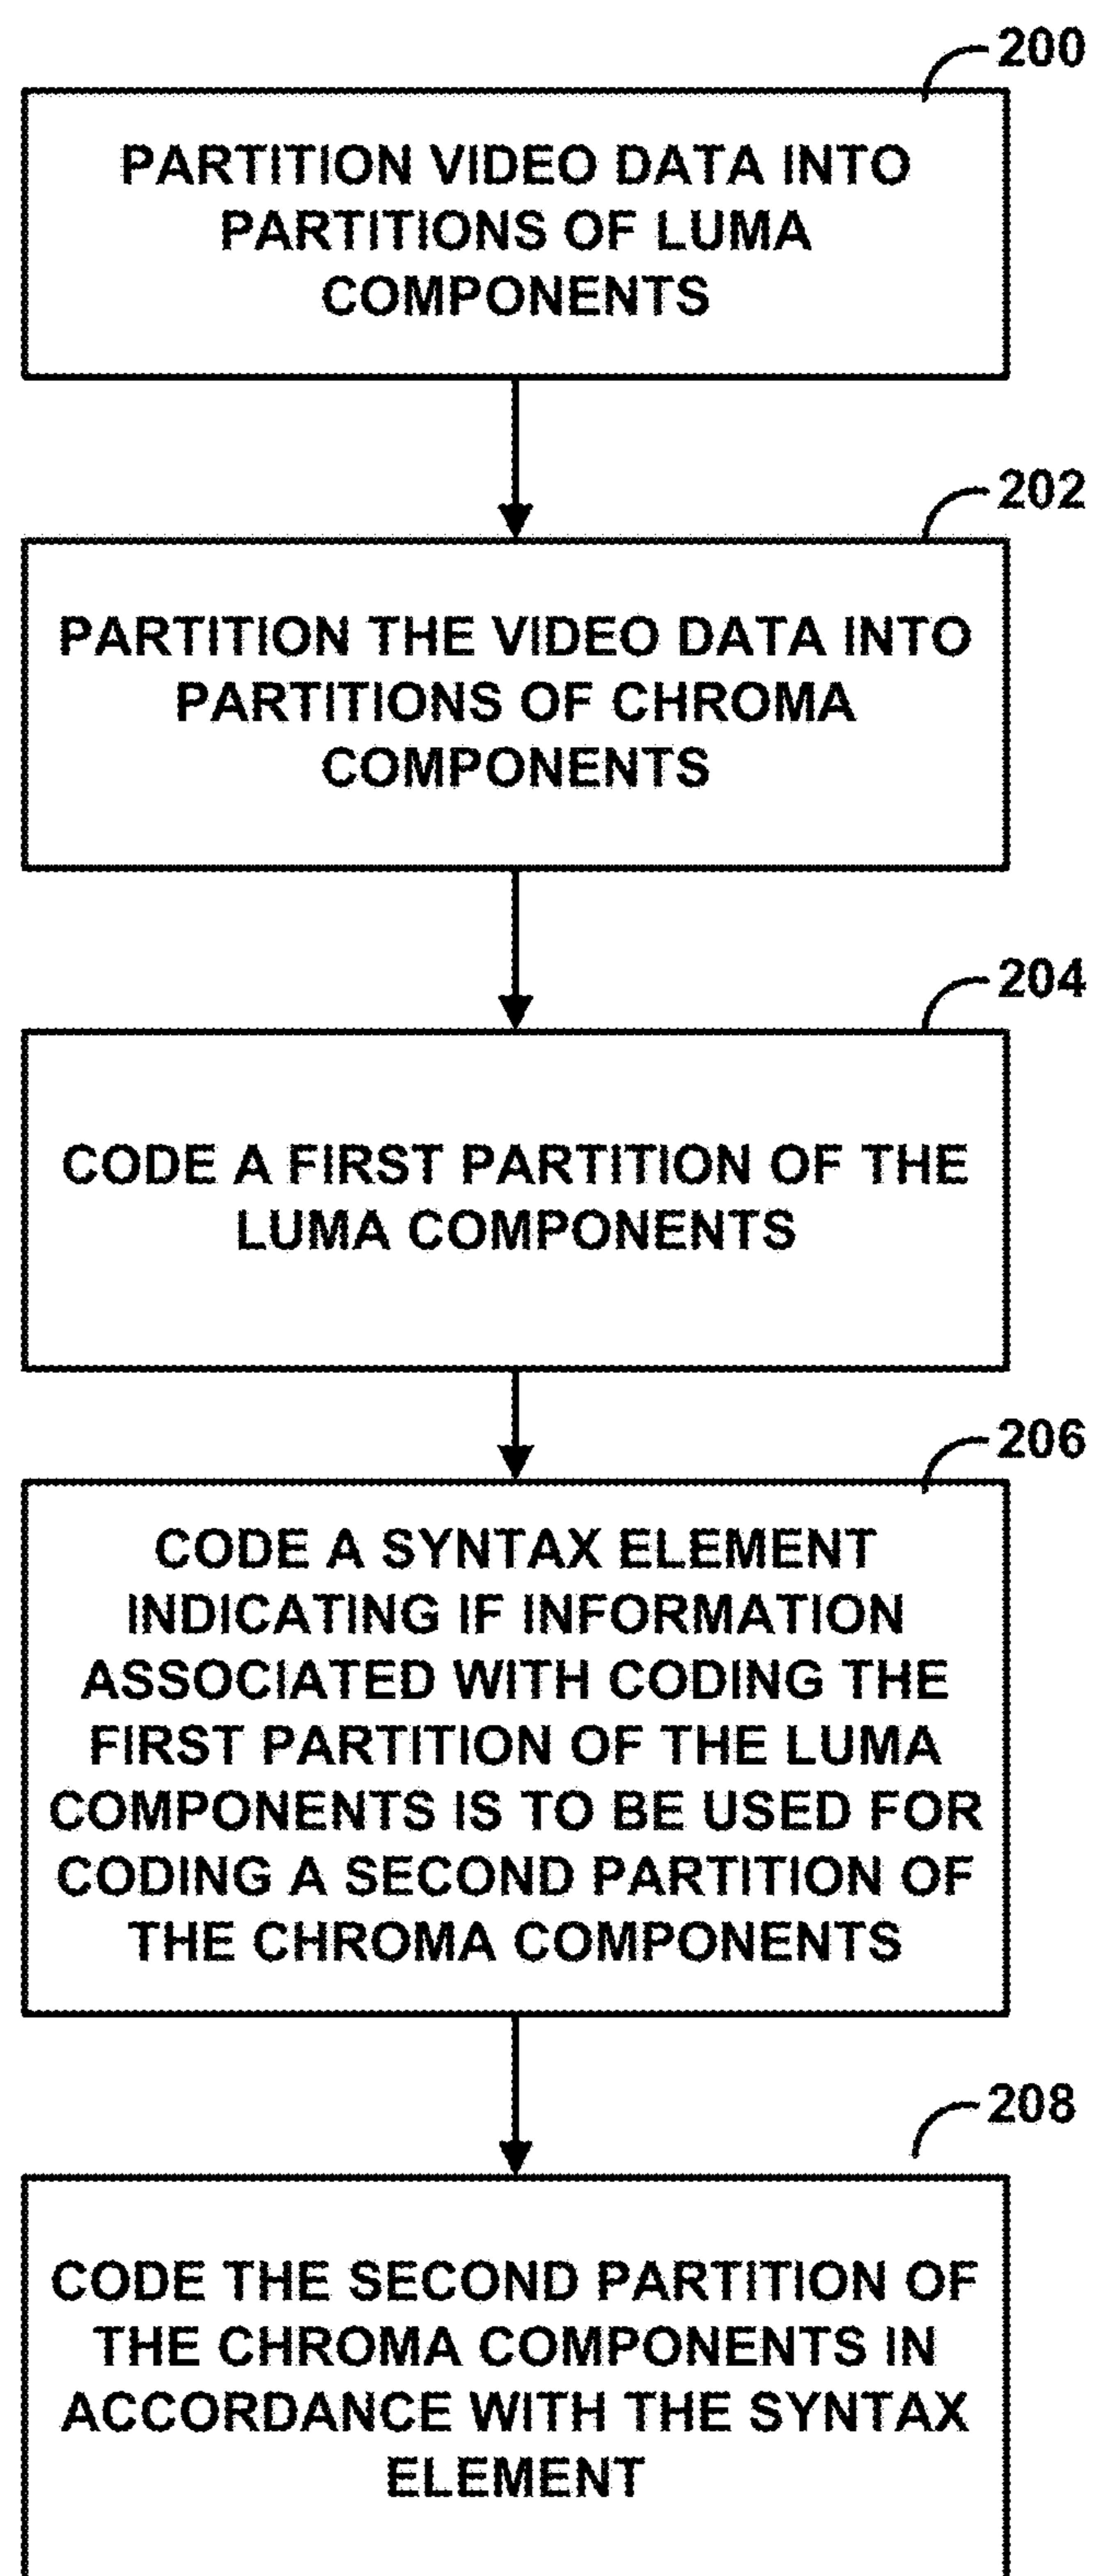 200
PARTITION VIDEO DATA INTO
PARTITIONS OF LUMA
COMPONENTS
202
PARTITION THE VIDEO DATA INTO
PARTITIONS OF CHROMA
COMPONENTS
204
CODE A FIRST PARTITION OF THE
LUMA COMPONENTS
206
CODE A SYNTAX ELEMENT
INDICATING IF INFORMATION
ASSOCIATED WITH CODING THE
FIRST PARTITION OF THE LUMA
COMPONENTS IS TO BE USED FOR
CODING A SECOND PARTITION OF
THE CHROMA COMPONENTS
208
CODE THE SECOND PARTITION OF
THE CHROMA COMPONENTS IN
ACCORDANCE WITH THE SYNTAX
ELEMENT